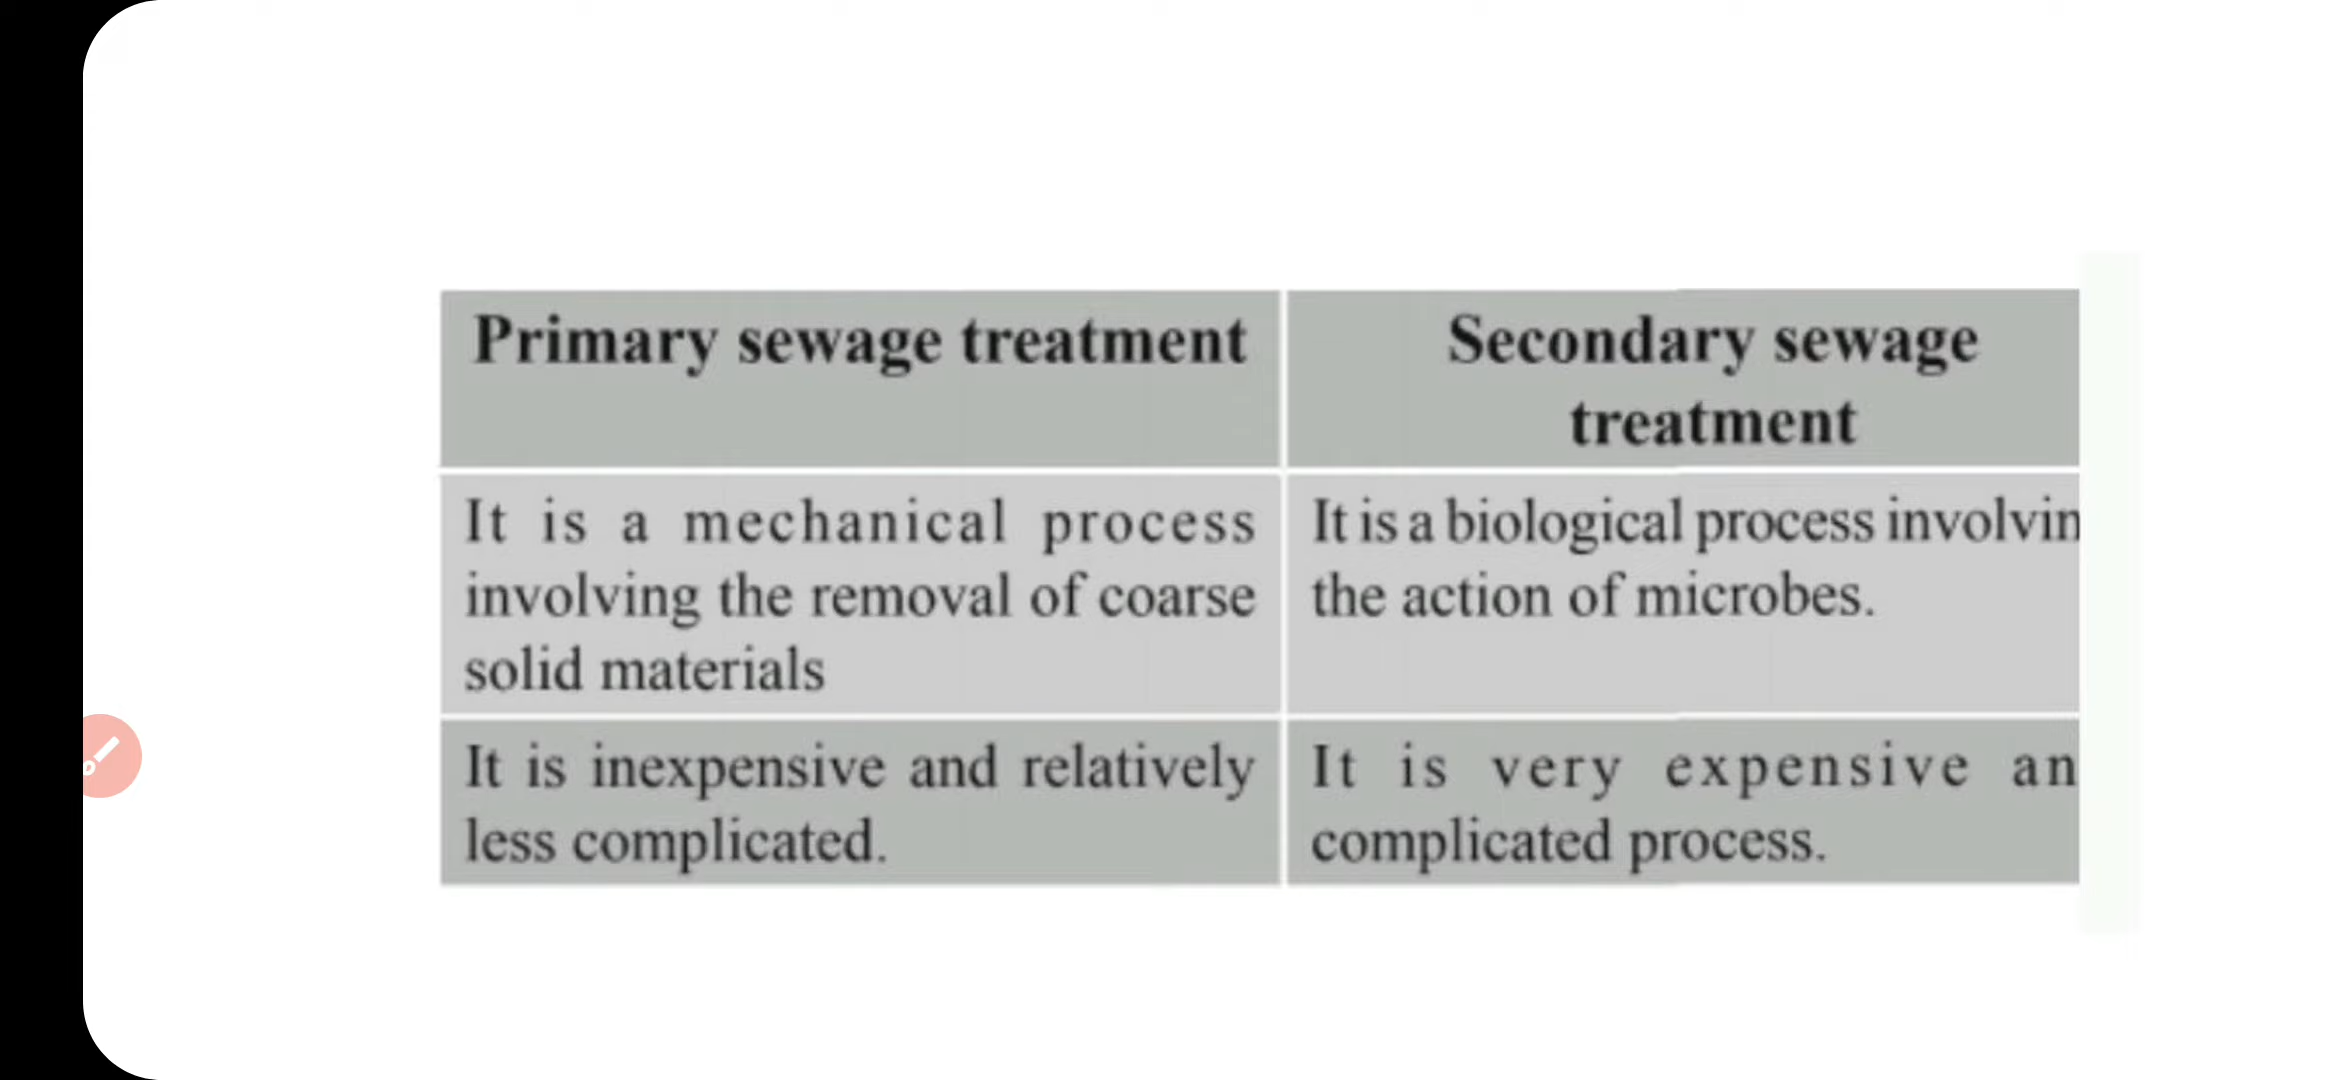 Primary sewage treatment
Secondary sewage
treatment
It is a mechanical process
involving the removal of coarse
solid materials
It is a biological process involvin
the action of microbes.
It is inexpensive and relatively
less complicated.
It is very expensive an
complicated process.